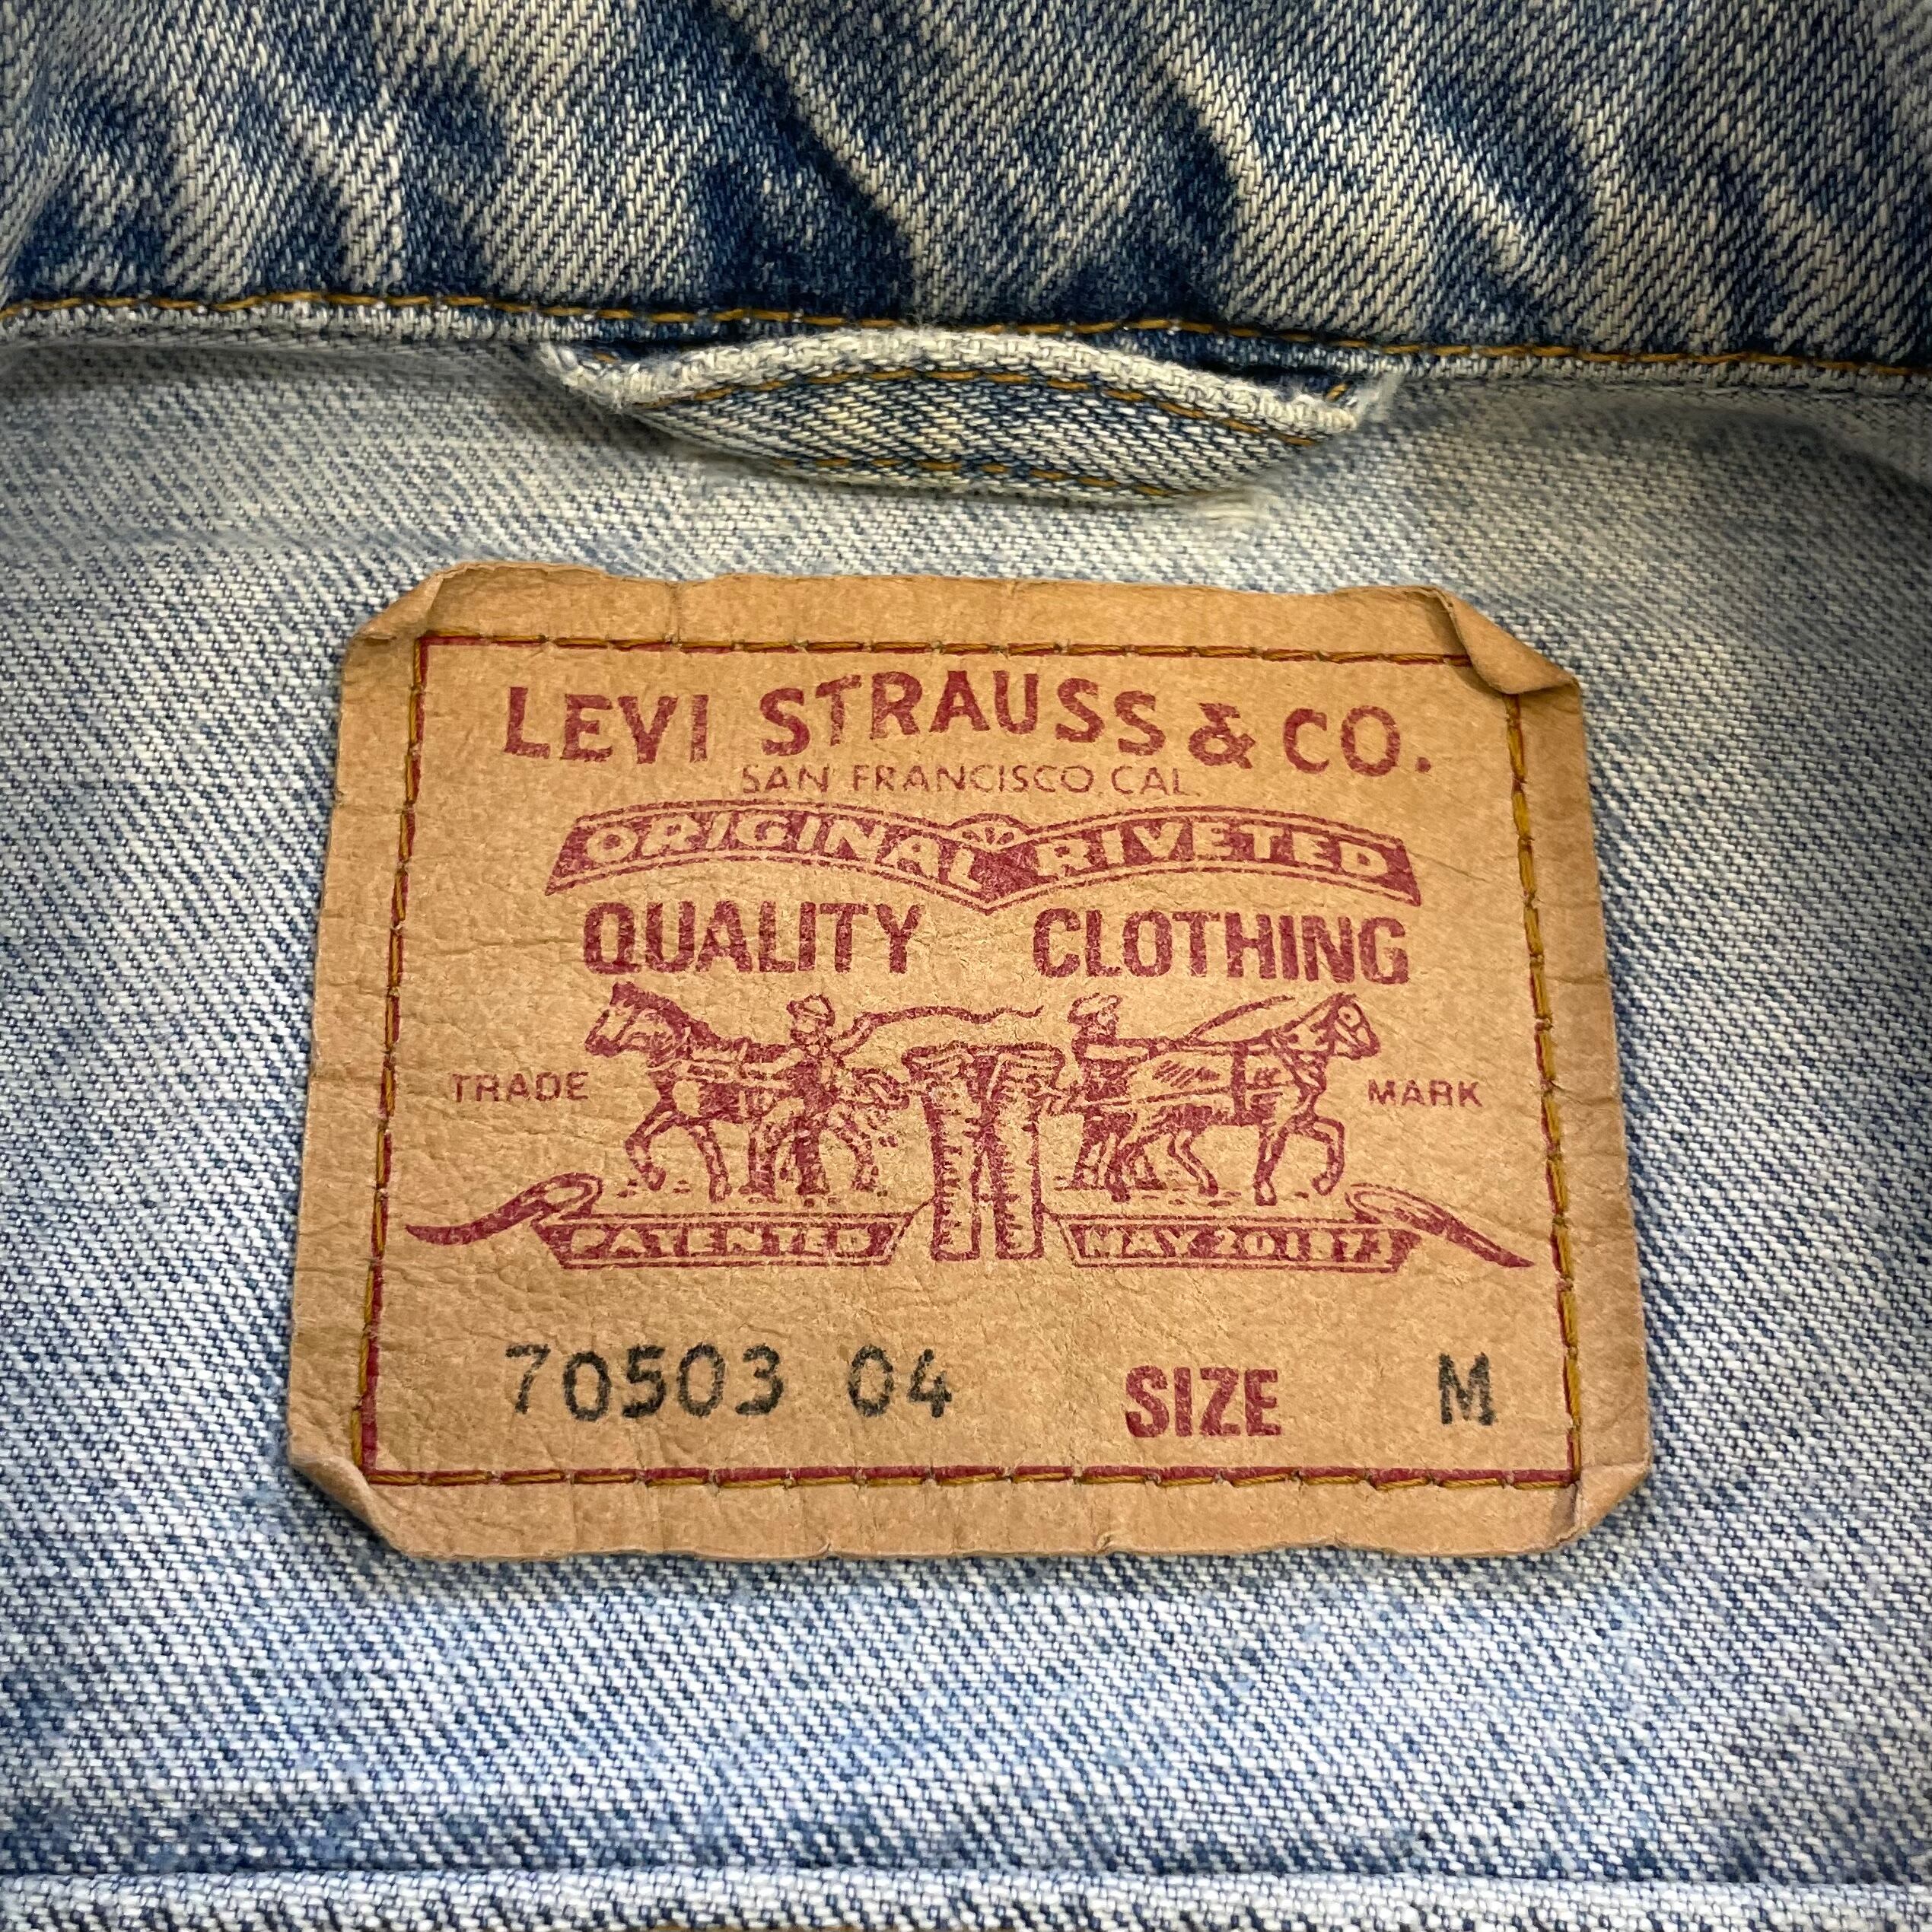 LEVI STRAUSS & CO.
SAN FRANCISCO CAL.
ORIGINAL RIVETED
QUALITY CLOTHING
TRADE MARK
PATENTED MAY 20 1873
70503 04 SIZE M